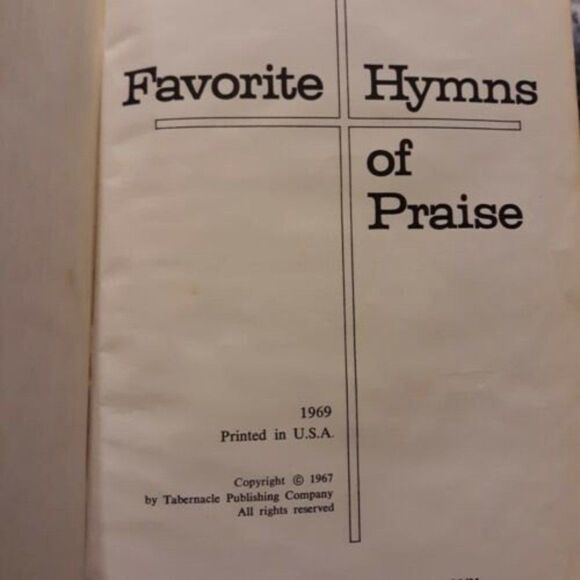 Favorite Hymns
of
Praise
1969
Printed in U.S.A.
Copyright © 1967
by Tabernacle Publishing Company
All rights reserved